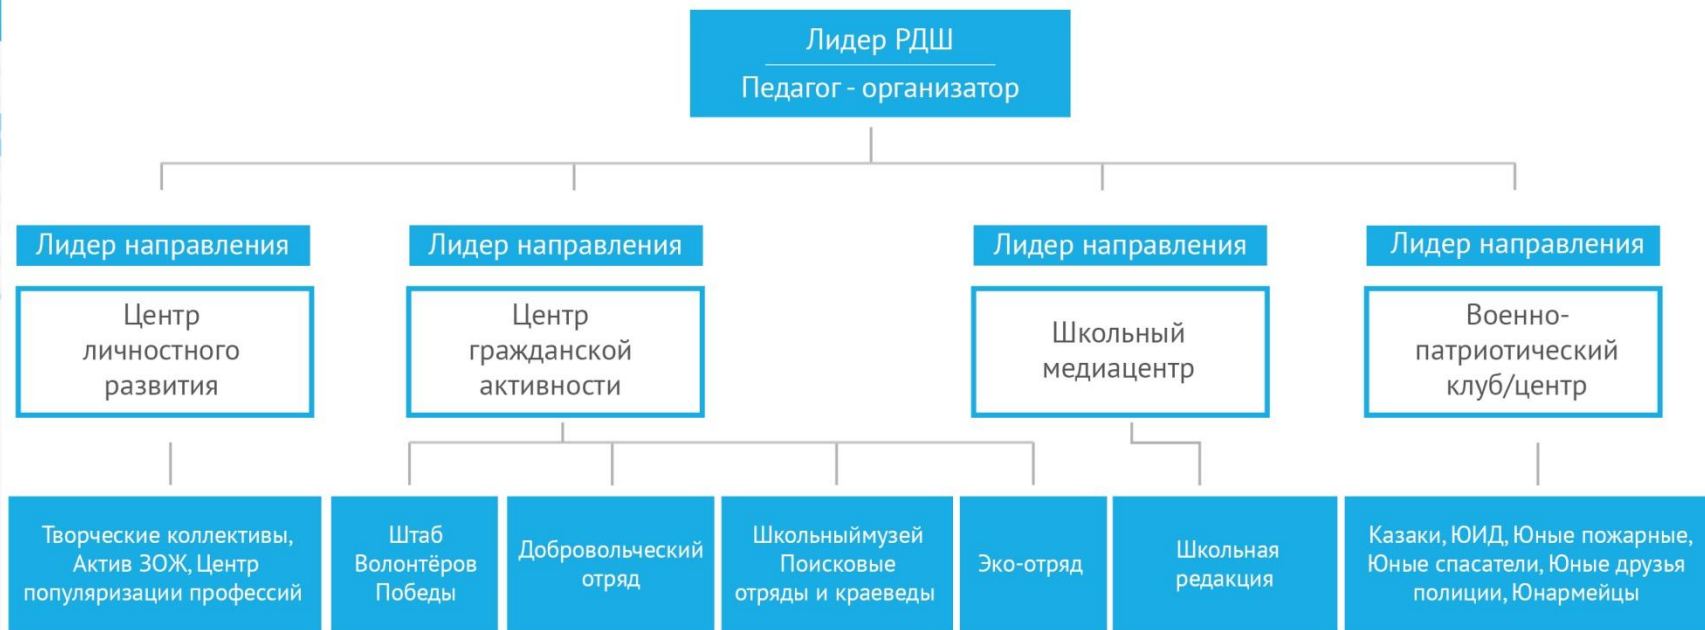 Лидер РДШ
Педагог - организатор
Лидер направления
Лидер направления
Лидер направления
Лидер направления
Центр
личностного
развития
Центр
гражданской
активности
Школьный
медиацентр
Военно-
патриотический
клуб/центр
Творческие коллективы,
Актив ЗОЖ, Центр
популяризации профессий
Штаб
Волонтёров
Победы
Добровольческий
отряд
Школьныймузей
Поисковые
отряды и краеведы
Эко-отряд
Школьная
редакция
Казаки, ЮИД, Юные пожарные,
Юные спасатели, Юные друзья
полиции, Юнармейцы